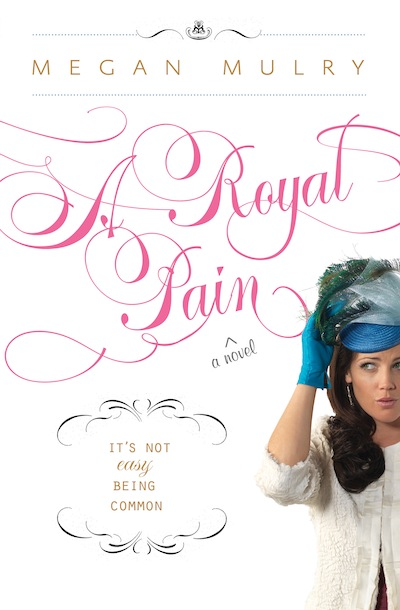 MEGAN MULRY
A Royal
Pain
a novel
IT'S NOT
easy
BEING
COMMON